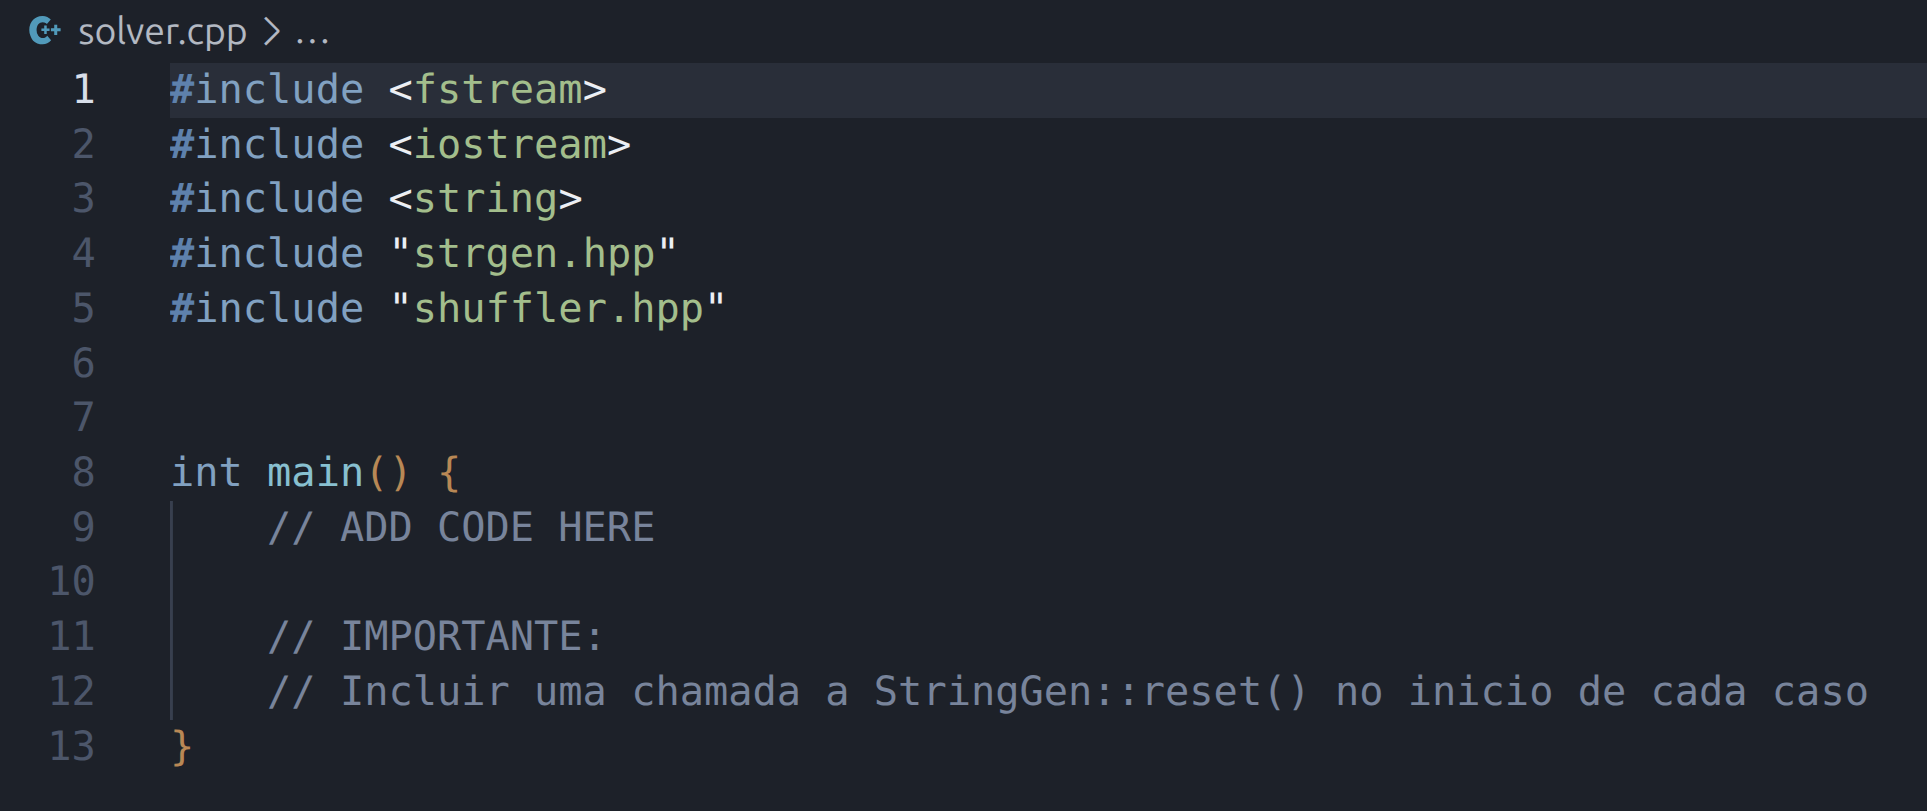 solver.cpp > ...
1 #include <fstream>
2 #include <iostream>
3 #include <string>
4 #include "strgen.hpp"
5 #include "shuffler.hpp"
6
7
8 int main() {
9     // ADD CODE HERE
10
11     // IMPORTANTE:
12     // Incluir uma chamada a StringGen::reset() no inicio de cada caso
13 }